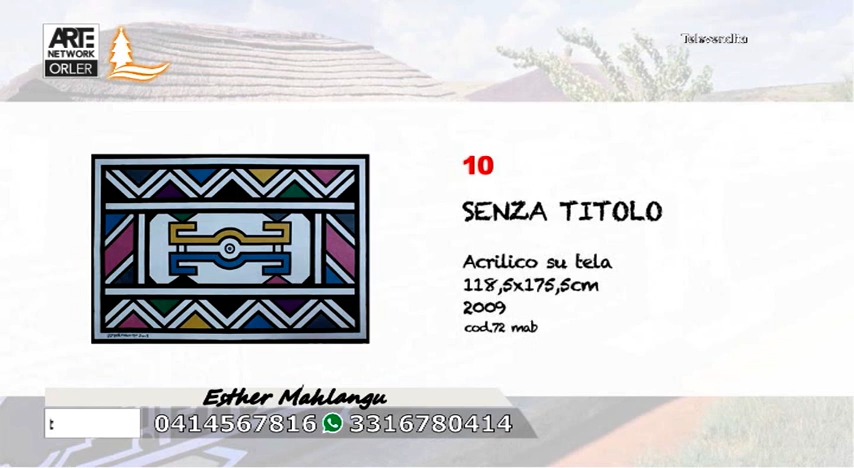 ARTE
NETWORK
ORLER
Televendita
10
SENZA TITOLO
Acrilico su tela
118,5x175,5cm
2009
cod.72 mab
Esther Mahlangu
t
0414567816 3316780414